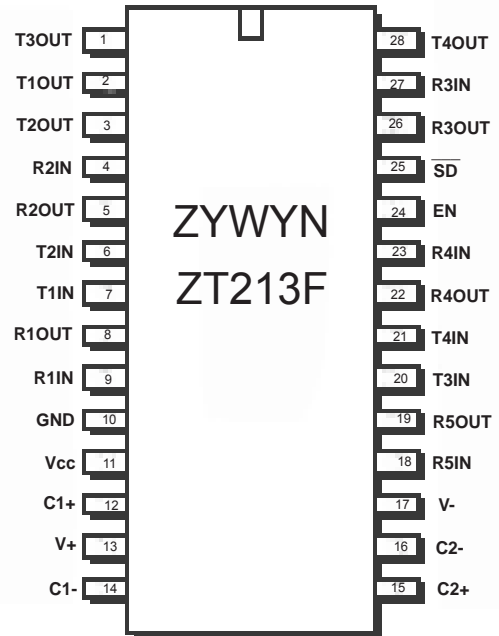 T3OUT 1 28 T4OUT
T1OUT 2 27 R3IN
T2OUT 3 26 R3OUT
R2IN 4 25 SD
R2OUT 5 24 EN
T2IN 6 23 R4IN
T1IN 7 22 R4OUT
R1OUT 8 21 T4IN
R1IN 9 20 T3IN
GND 10 19 R5OUT
Vcc 11 18 R5IN
C1+ 12 17 V-
V+ 13 16 C2-
C1- 14 15 C2+
ZYWYN
ZT213F